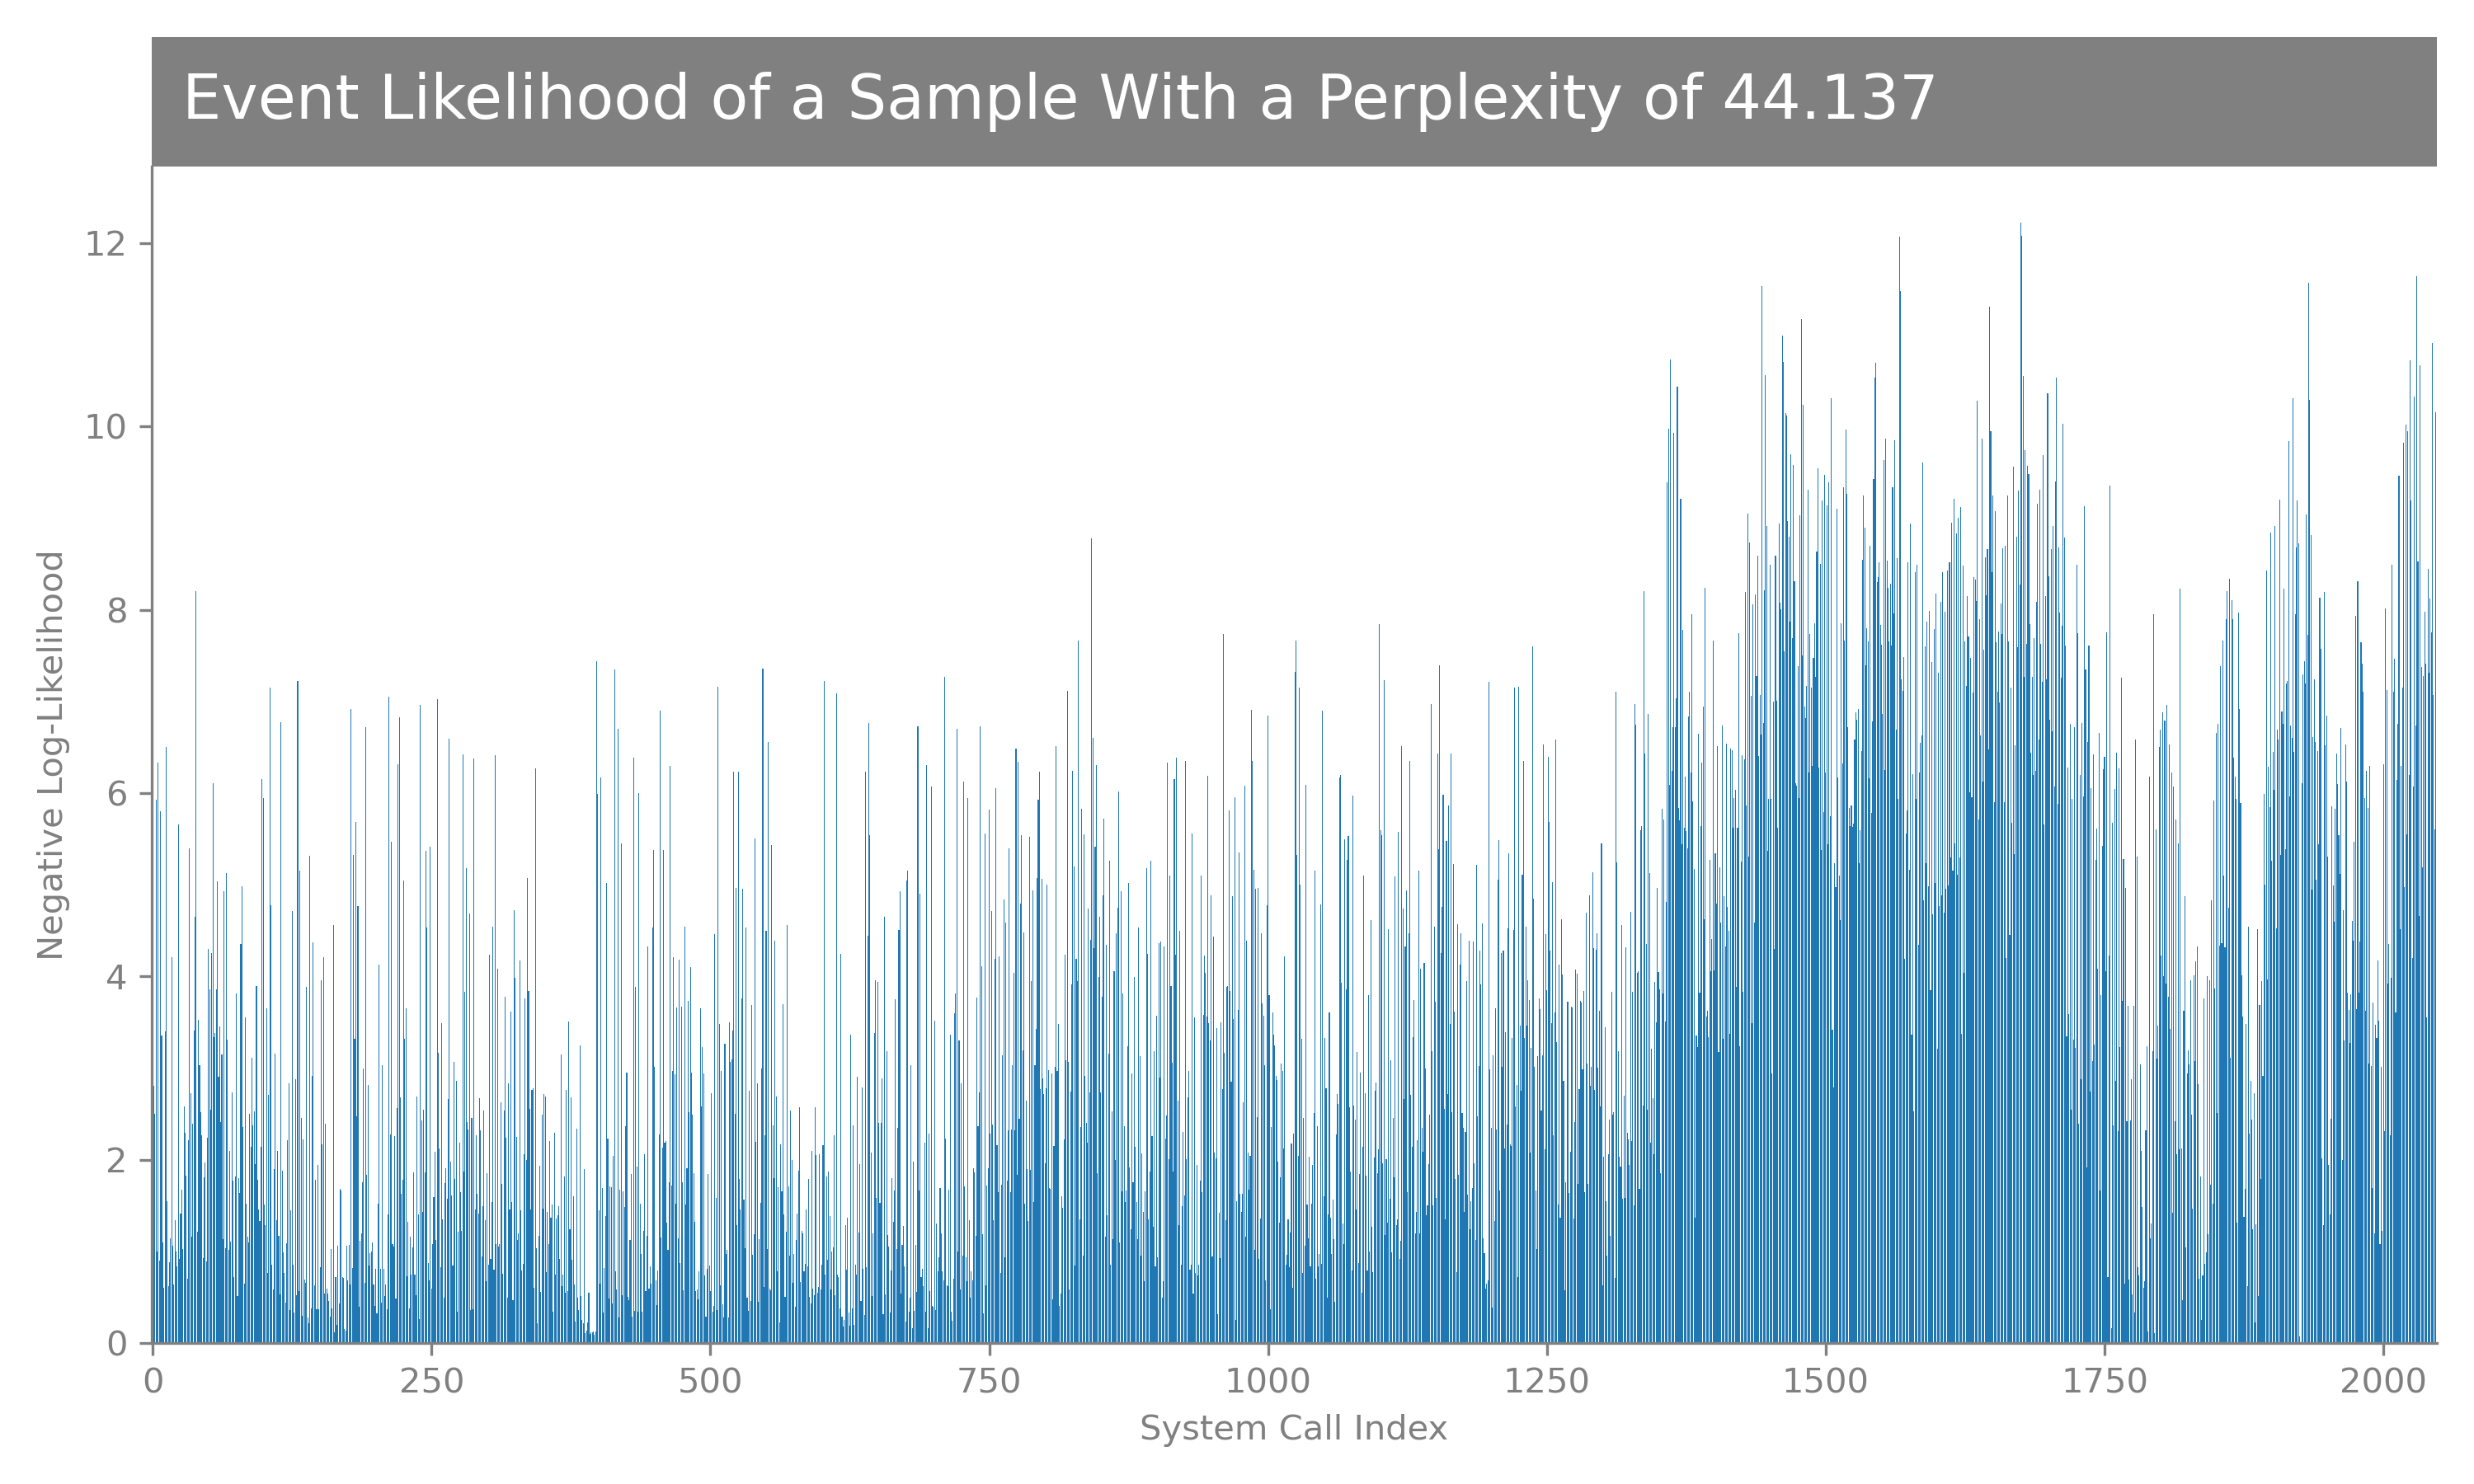 Event Likelihood of a Sample With a Perplexity of 44.137
12
10
8
6
4
2
0
Negative Log-Likelihood
0 250 500 750 1000 1250 1500 1750 2000
System Call Index